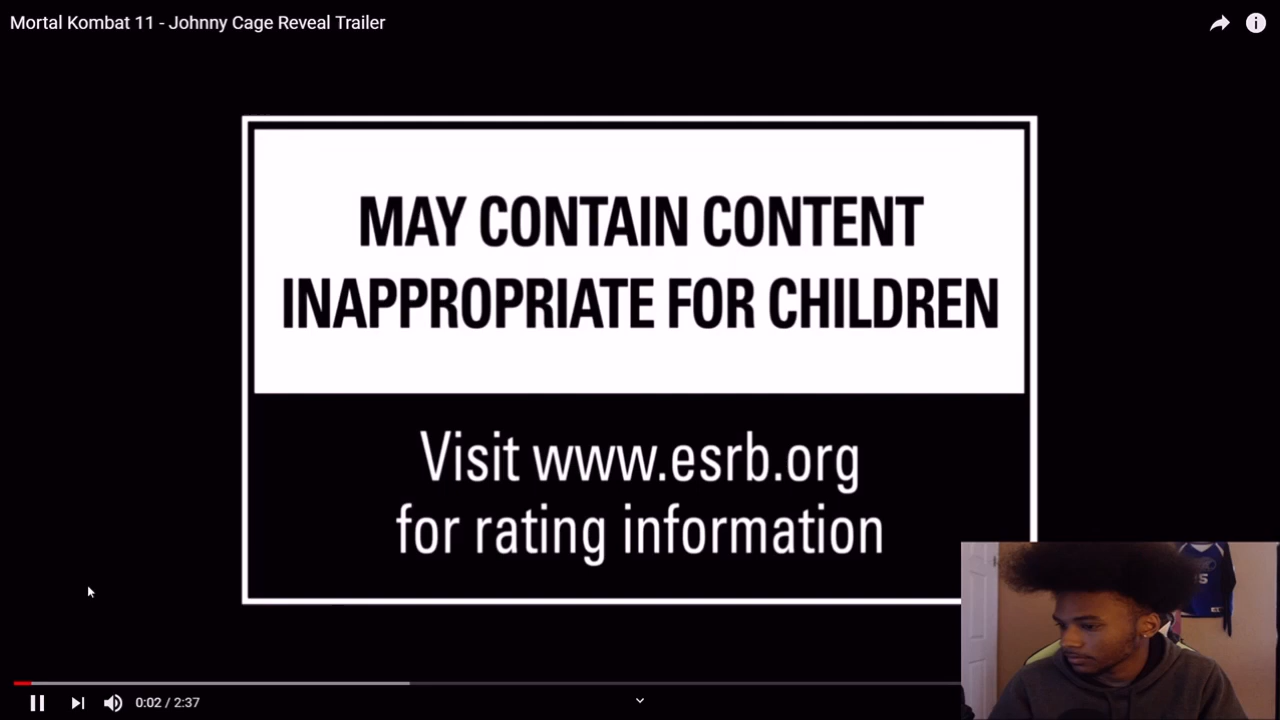 Mortal Kombat 11 - Johnny Cage Reveal Trailer
MAY CONTAIN CONTENT
INAPPROPRIATE FOR CHILDREN
Visit www.esrb.org
for rating information
0:02 / 2:37